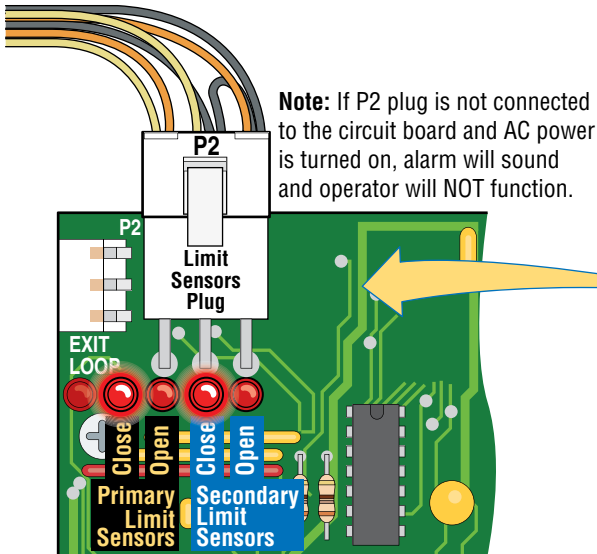 Note: If P2 plug is not connected
to the circuit board and AC power
is turned on, alarm will sound
and operator will NOT function.
P2
P2
Limit
Sensors
Plug
EXIT
LOOP
Close
Open
Close
Open
Primary
Limit
Sensors
Secondary
Limit
Sensors